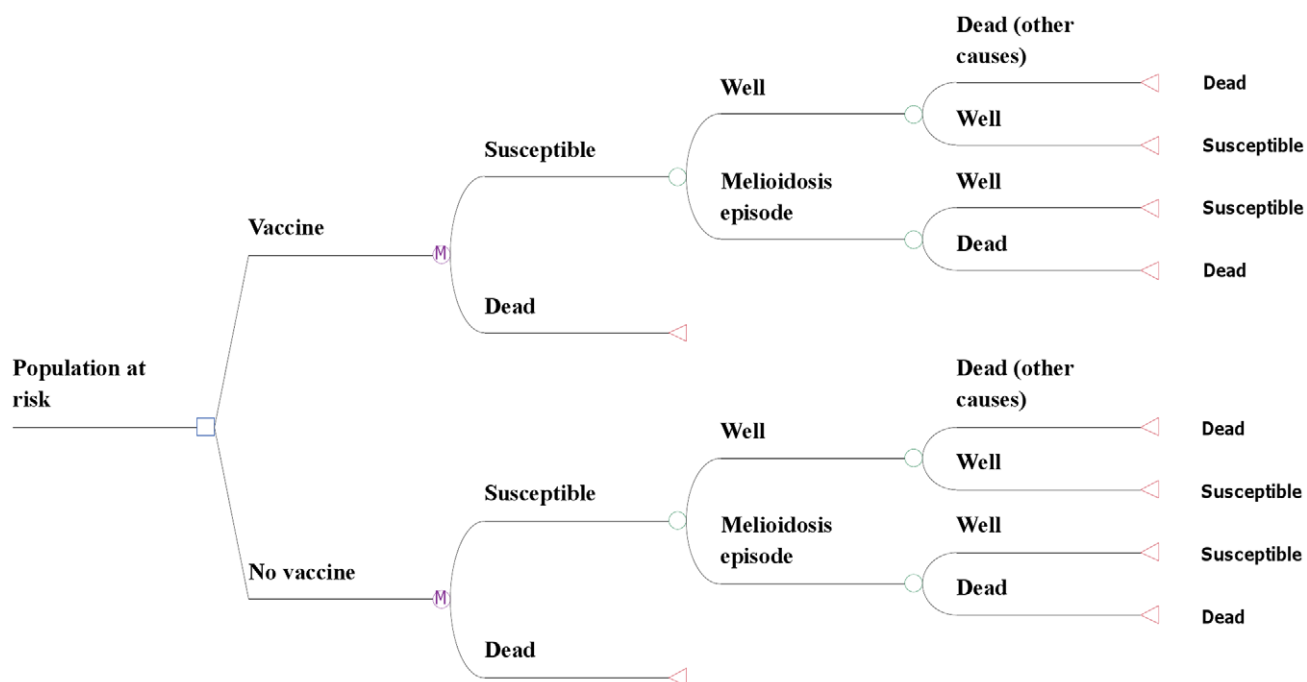 Dead (other
causes)
Well
Dead
Well
Susceptible
Susceptible
Melioidosis
episode
Well
Susceptible
Vaccine
Dead
Dead
M
Dead
Population at
risk
Dead (other
causes)
Well
Dead
Well
Susceptible
Susceptible
Melioidosis
episode
Well
Susceptible
No vaccine
Dead
Dead
M
Dead